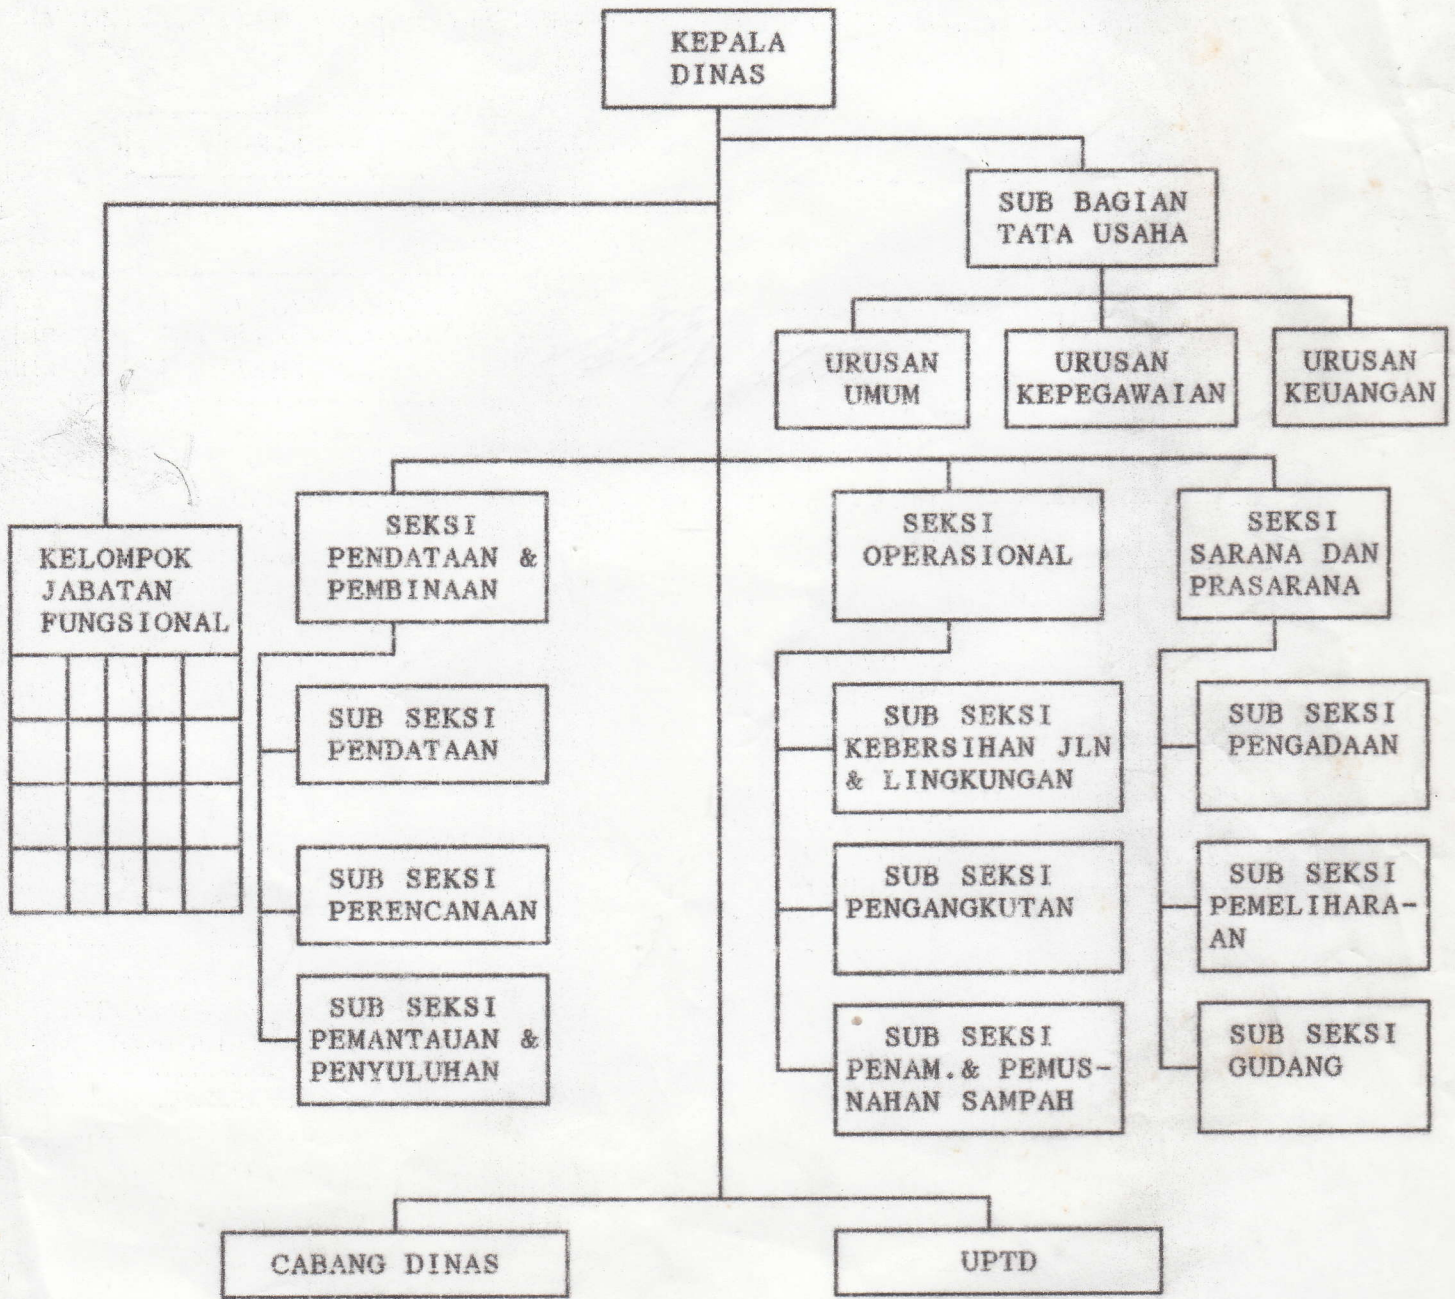 KEPALA
DINAS
SUB BAGIAN
TATA USAHA
URUSAN
UMUM
URUSAN
KEPEGAWAIAN
URUSAN
KEUANGAN
KELOMPOK
JABATAN
FUNGSIONAL
SEKSI
PENDATAAN &
PEMBINAAN
SEKSI
OPERASIONAL
SEKSI
SARANA DAN
PRASARANA
SUB SEKSI
PENDATAAN
SUB SEKSI
PERENCANAAN
SUB SEKSI
PEMANTAUAN &
PENYULUHAN
SUB SEKSI
KEBERSIHAN JLN
& LINGKUNGAN
SUB SEKSI
PENGANGKUTAN
SUB SEKSI
PENAM.& PEMUS-
NAHAN SAMPAH
SUB SEKSI
PENGADAAN
SUB SEKSI
PEMELIHARA-
AN
SUB SEKSI
GUDANG
CABANG DINAS
UPTD